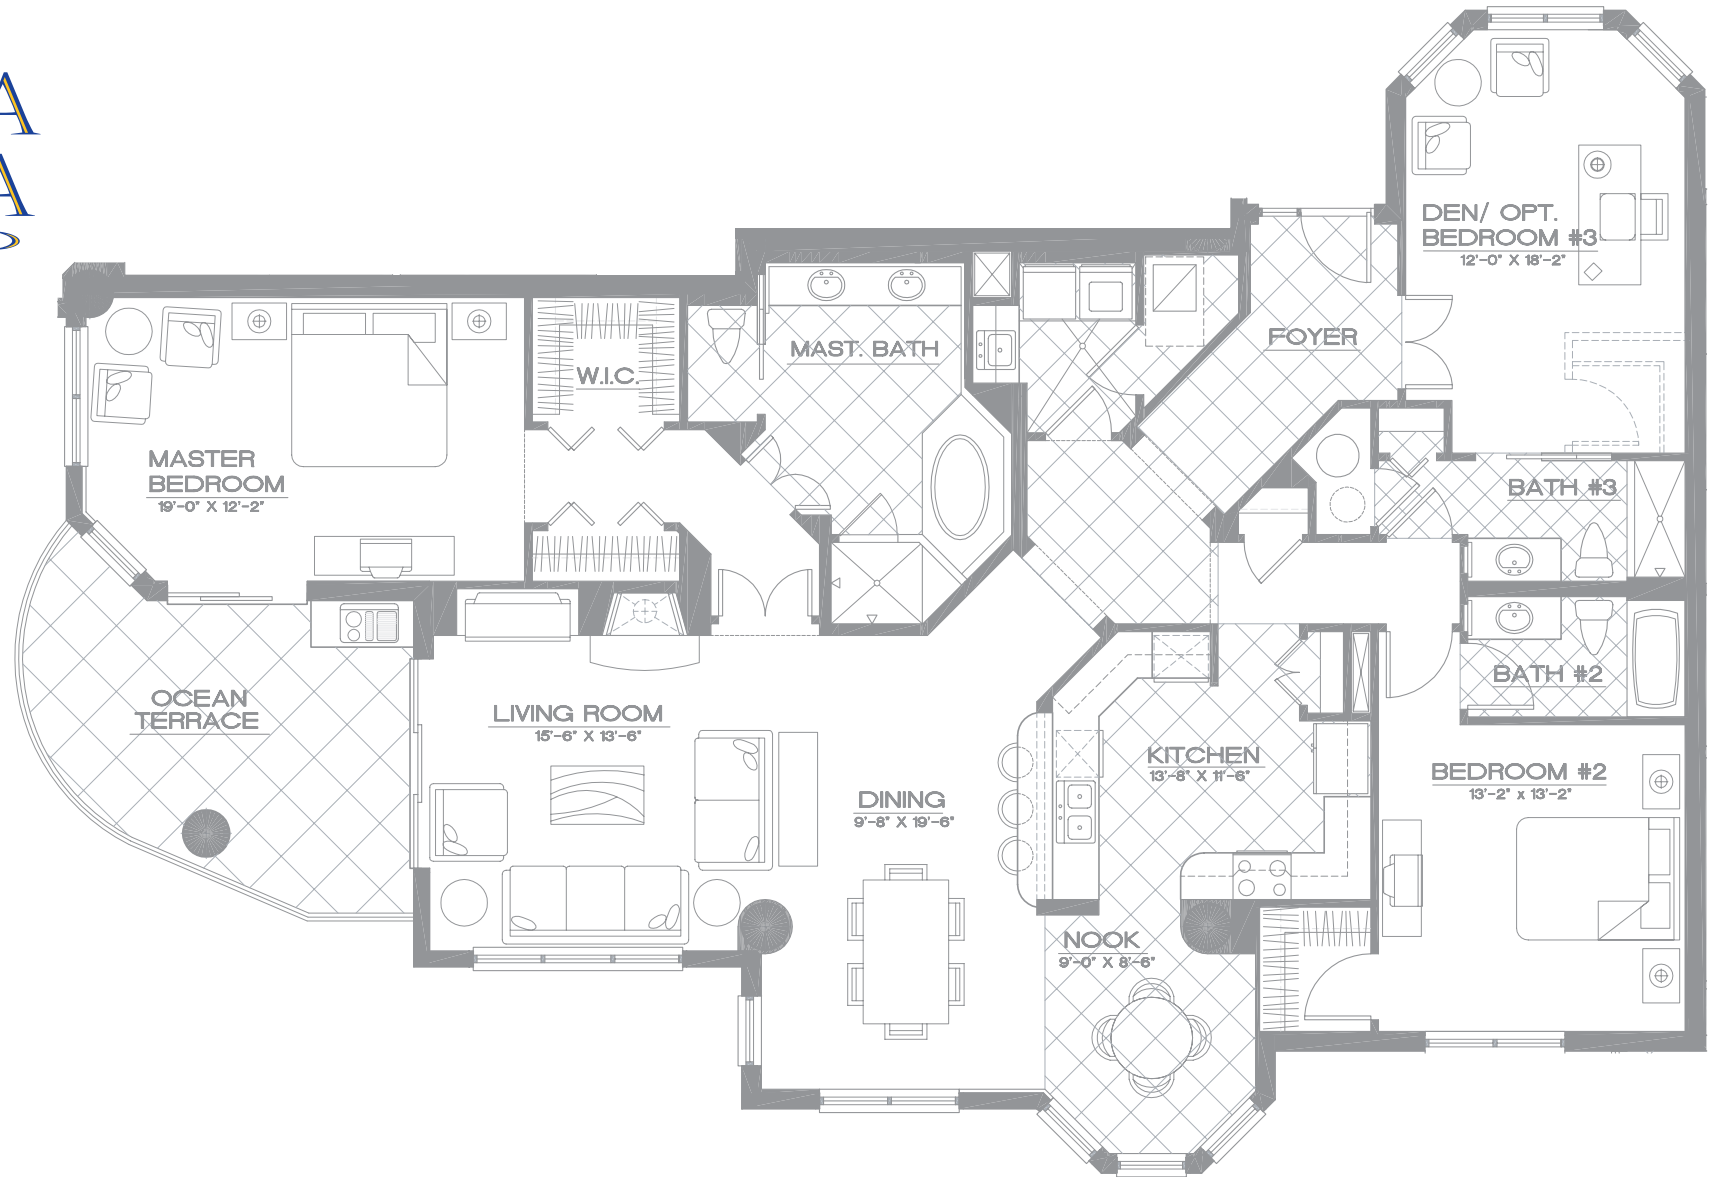 A
A
DEN/ OPT.
BEDROOM #3
12'-0" X 18'-2"
FOYER
MAST. BATH
W.I.C.
MASTER
BEDROOM
19'-0" X 12'-2"
BATH #3
BATH #2
OCEAN
TERRACE
LIVING ROOM
15'-6" X 13'-6"
KITCHEN
13'-8" X 11'-6"
DINING
9'-8" X 19'-6"
BEDROOM #2
13'-2" x 13'-2"
NOOK
9'-0" X 8'-6"